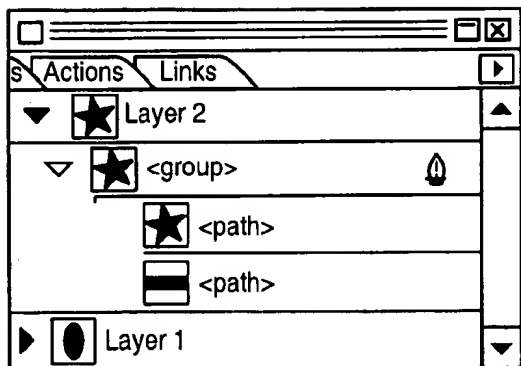 s Actions Links
Layer 2
<group>
<path>
<path>
Layer 1